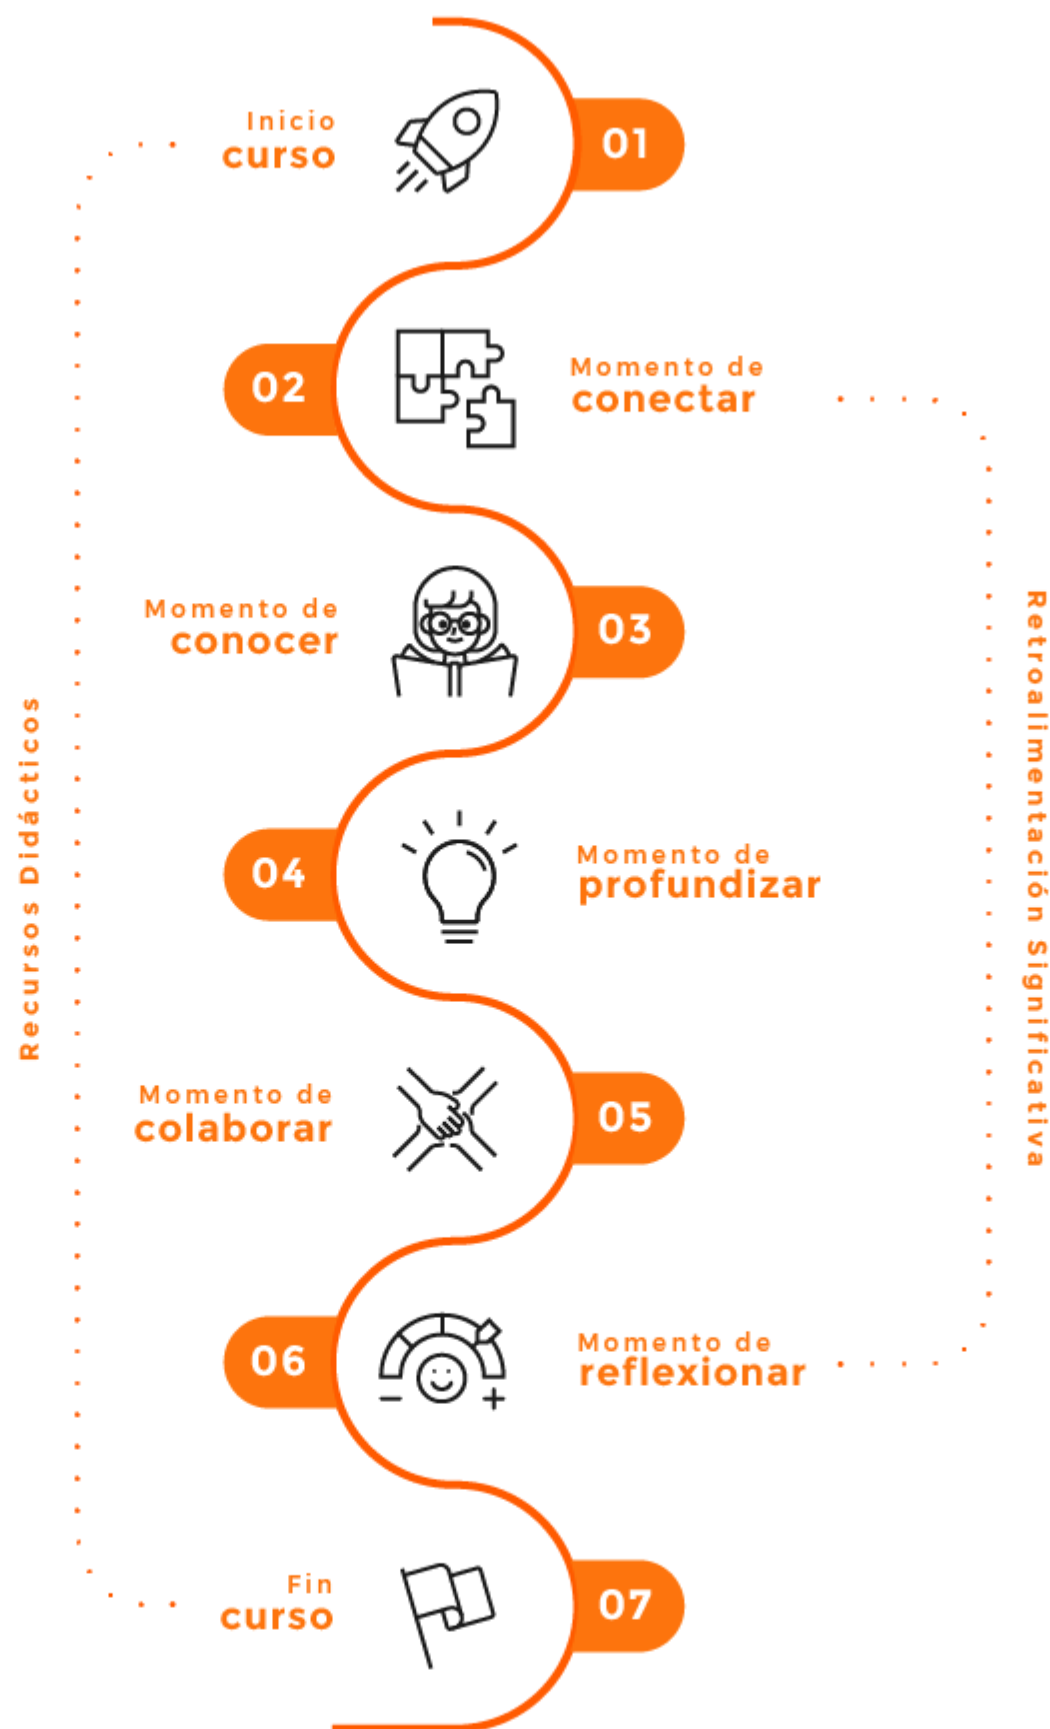 Inicio
curso
01
02
Momento de
conectar
Momento de
conocer
03
04
Momento de
profundizar
Momento de
colaborar
05
06
Momento de
reflexionar
Fin
curso
07
Recursos Didácticos
Retroalimentación Significativa